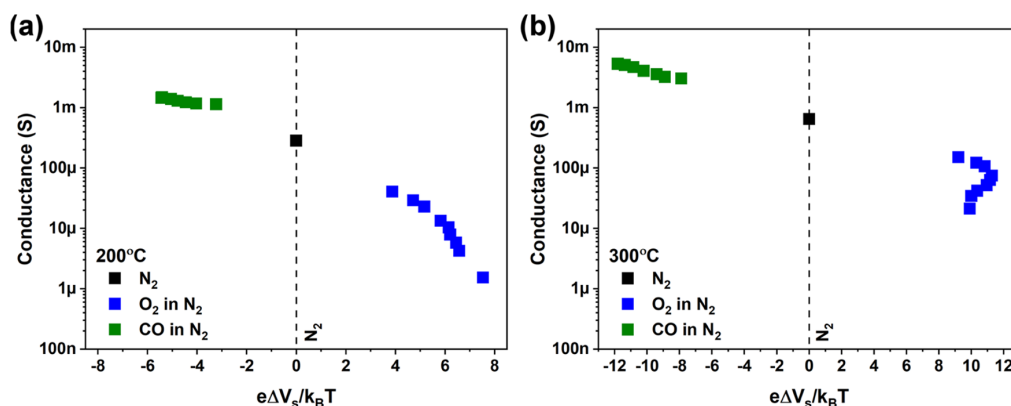 (a)
Conductance (S)
10m
1m
100µ
10µ
1µ
100n
200°C
N₂
O₂ in N₂
CO in N₂
N₂
-8 -6 -4 -2 0 2 4 6 8
eΔVₛ/k_BT
(b)
Conductance (S)
10m
1m
100µ
10µ
1µ
100n
300°C
N₂
O₂ in N₂
CO in N₂
N₂
-12 -10 -8 -6 -4 -2 0 2 4 6 8 10 12
eΔVₛ/k_BT